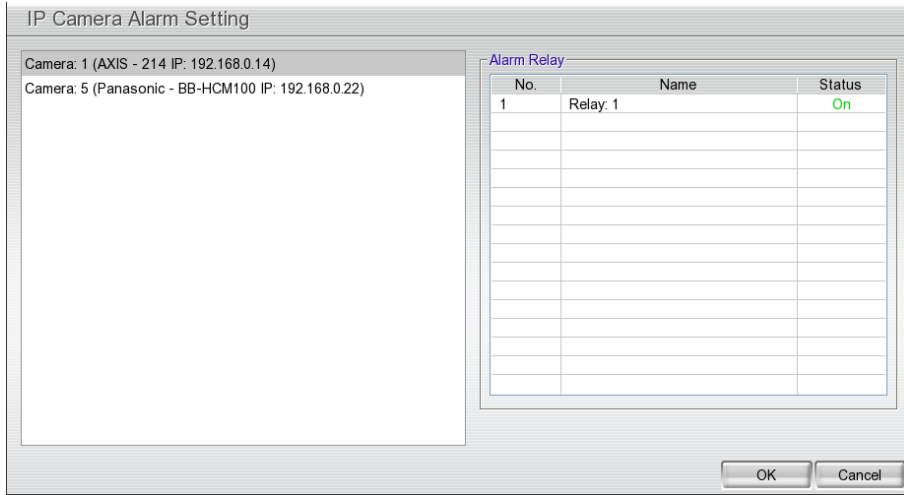 IP Camera Alarm Setting
Camera: 1 (AXIS - 214 IP: 192.168.0.14)
Camera: 5 (Panasonic - BB-HCM100 IP: 192.168.0.22)
Alarm Relay
No. Name Status
1 Relay: 1 On
OK Cancel